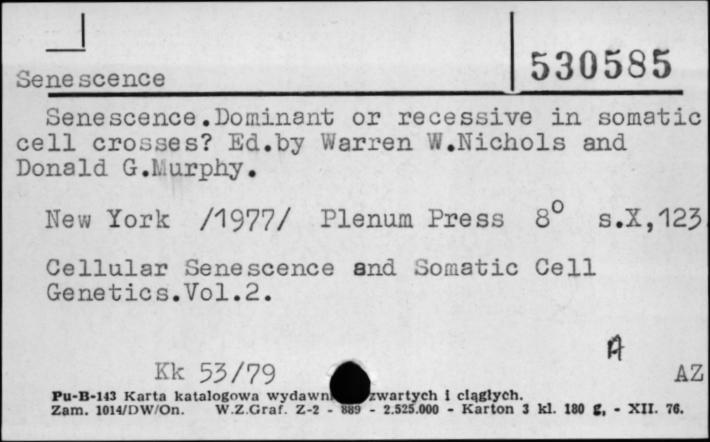 530585
Senescence
Senescence.Dominant or recessive in somatic
cell crosses? Ed.by Warren W.Nichols and
Donald G.Murphy.
New York /1977/ Plenum Press 8° s.X,123
Cellular Senescence and Somatic Cell
Genetics.Vol.2.
A
Kk 53/79 AZ
Pu-B-143 Karta katalogowa zwartych i ciągłych.
Zam. 1014/DW/On. W.Z.Graf. Z-2 - 889 - 2.525.000 - Karton 3 kl. 180 g, - XII. 76.